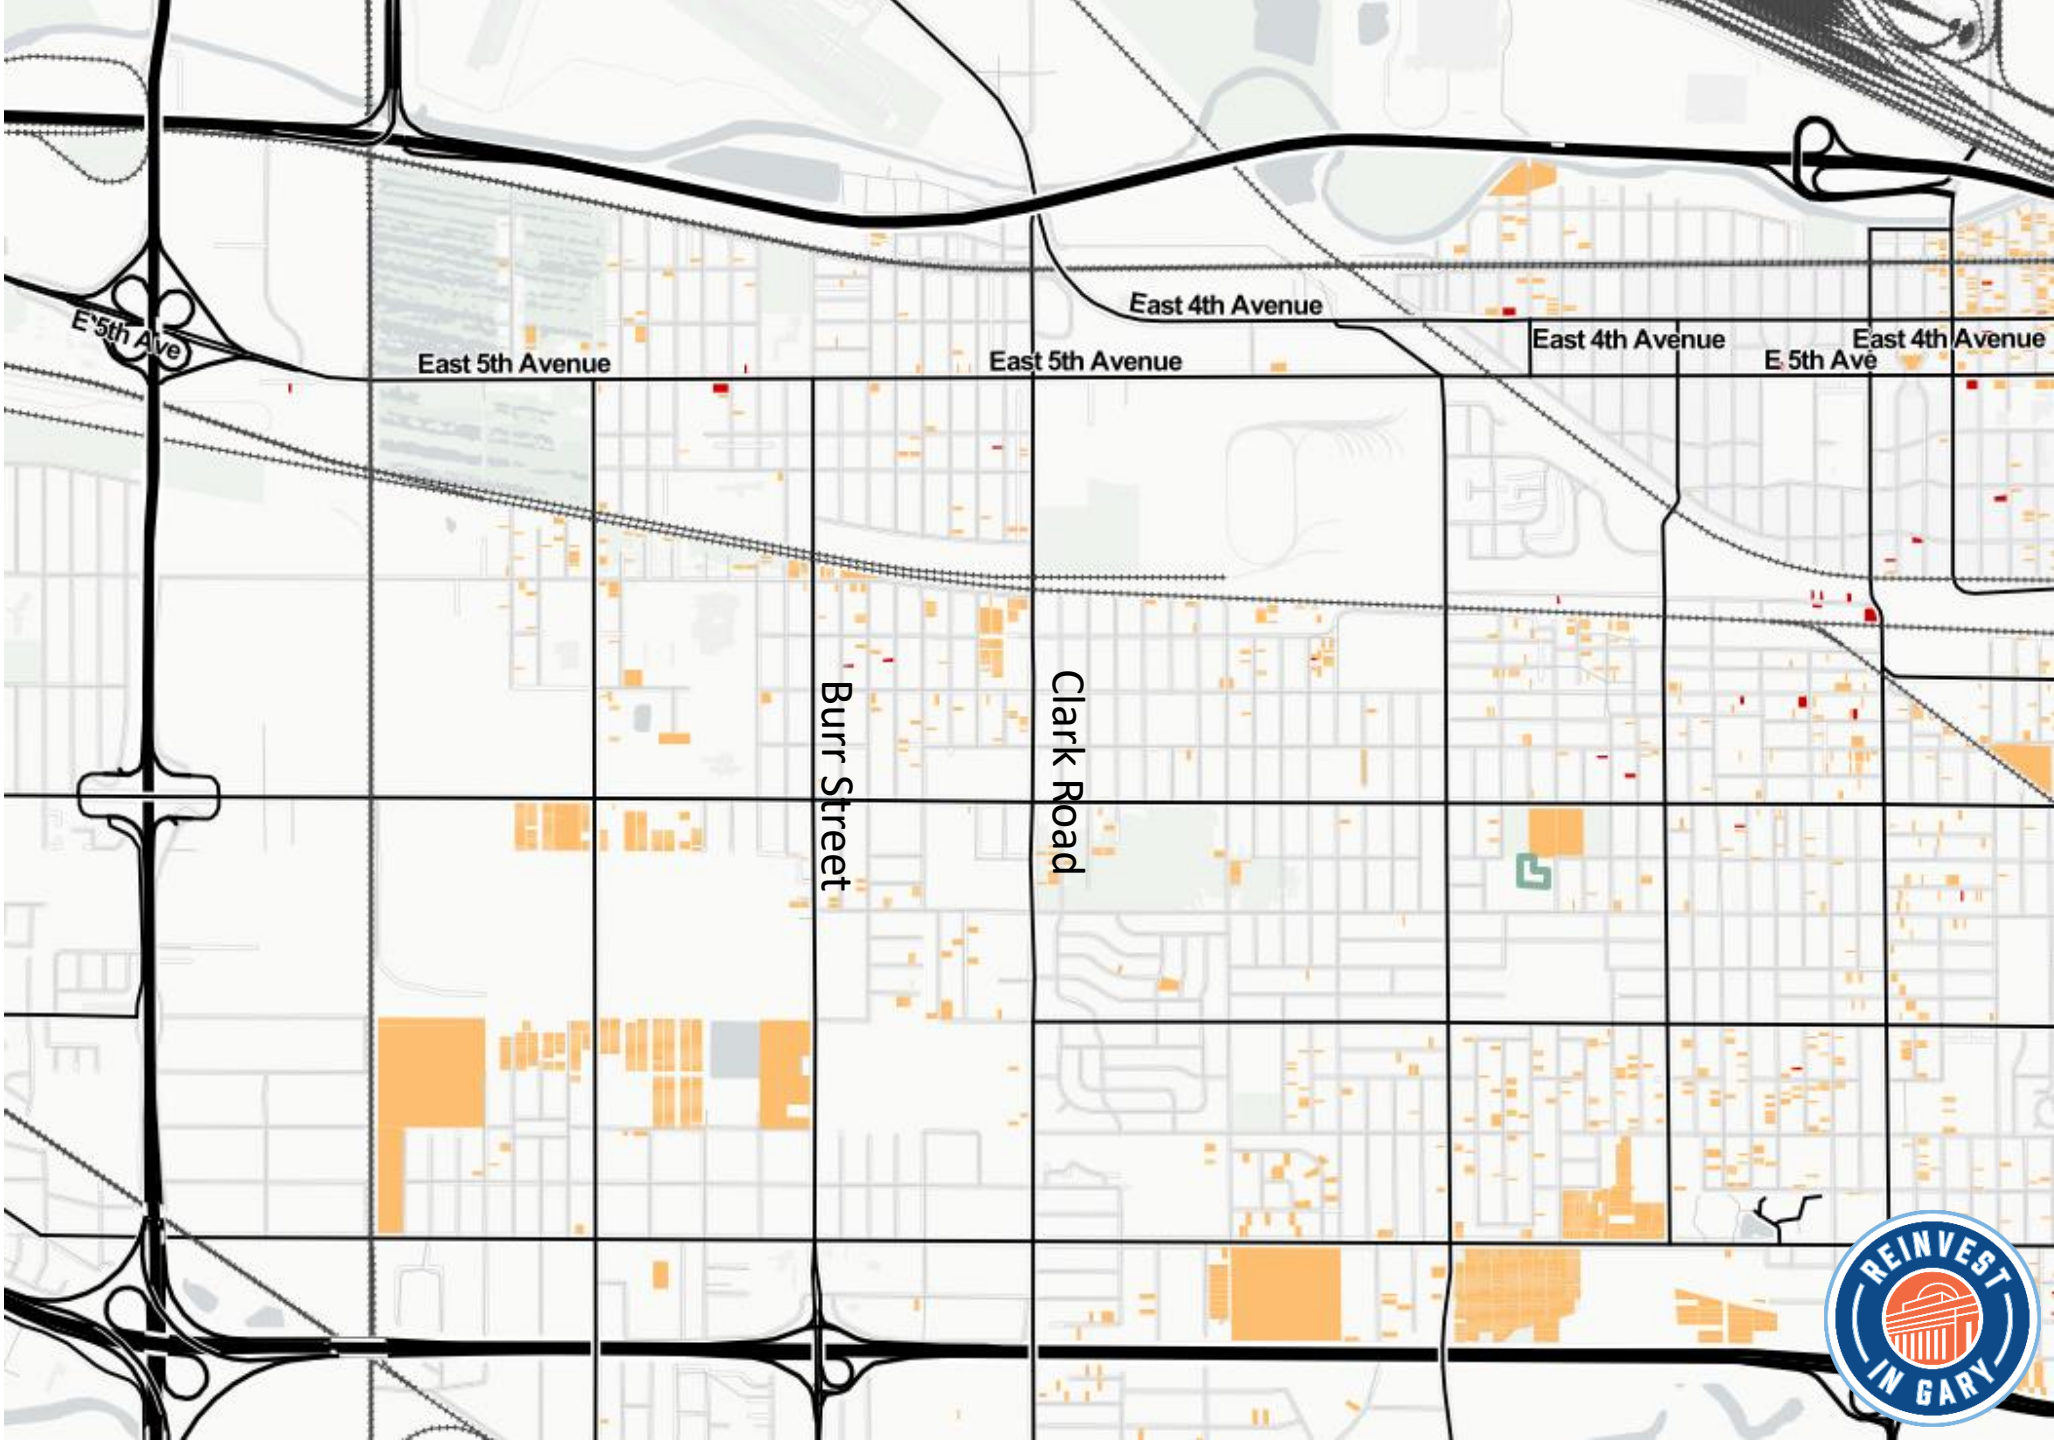 East 4th Avenue
East 4th Avenue
East 4th Avenue
E 5th Ave
East 5th Avenue
East 5th Avenue
E 5th Ave
Burr Street
Clark Road
REINVEST
IN GARY